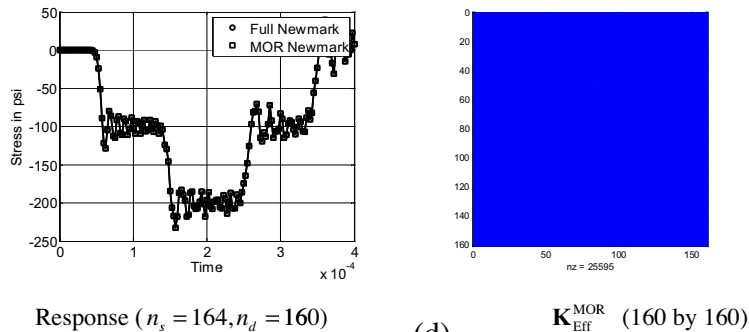 50
0
-50
-100
-150
-200
-250
Stress in psi
Full Newmark
MOR Newmark
0 1 2 3 4
Time
x 10^-4
0
20
40
60
80
100
120
140
160
0 50 100 150
nz = 25595
Response ( n_s = 164, n_d = 160)
(d)
K_Eff^MOR (160 by 160)